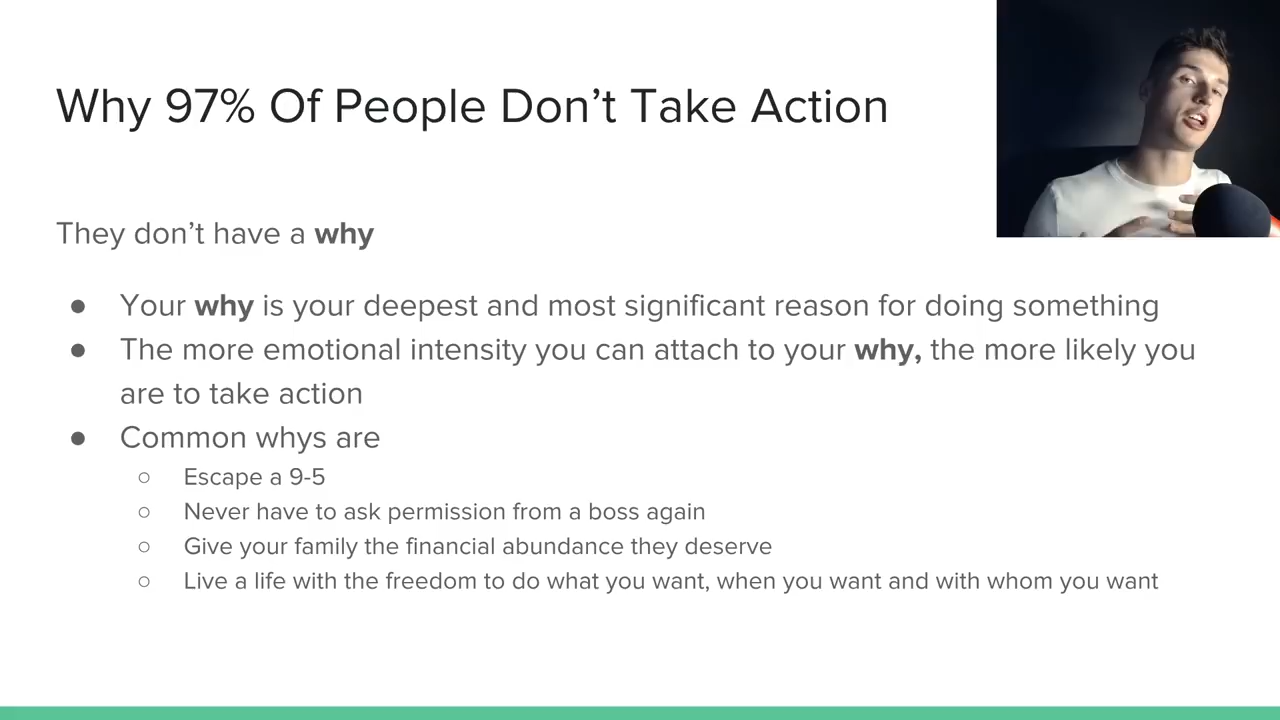 Why 97% Of People Don’t Take Action
They don’t have a why
● Your why is your deepest and most significant reason for doing something
● The more emotional intensity you can attach to your why, the more likely you
are to take action
● Common whys are
○ Escape a 9-5
○ Never have to ask permission from a boss again
○ Give your family the financial abundance they deserve
○ Live a life with the freedom to do what you want, when you want and with whom you want